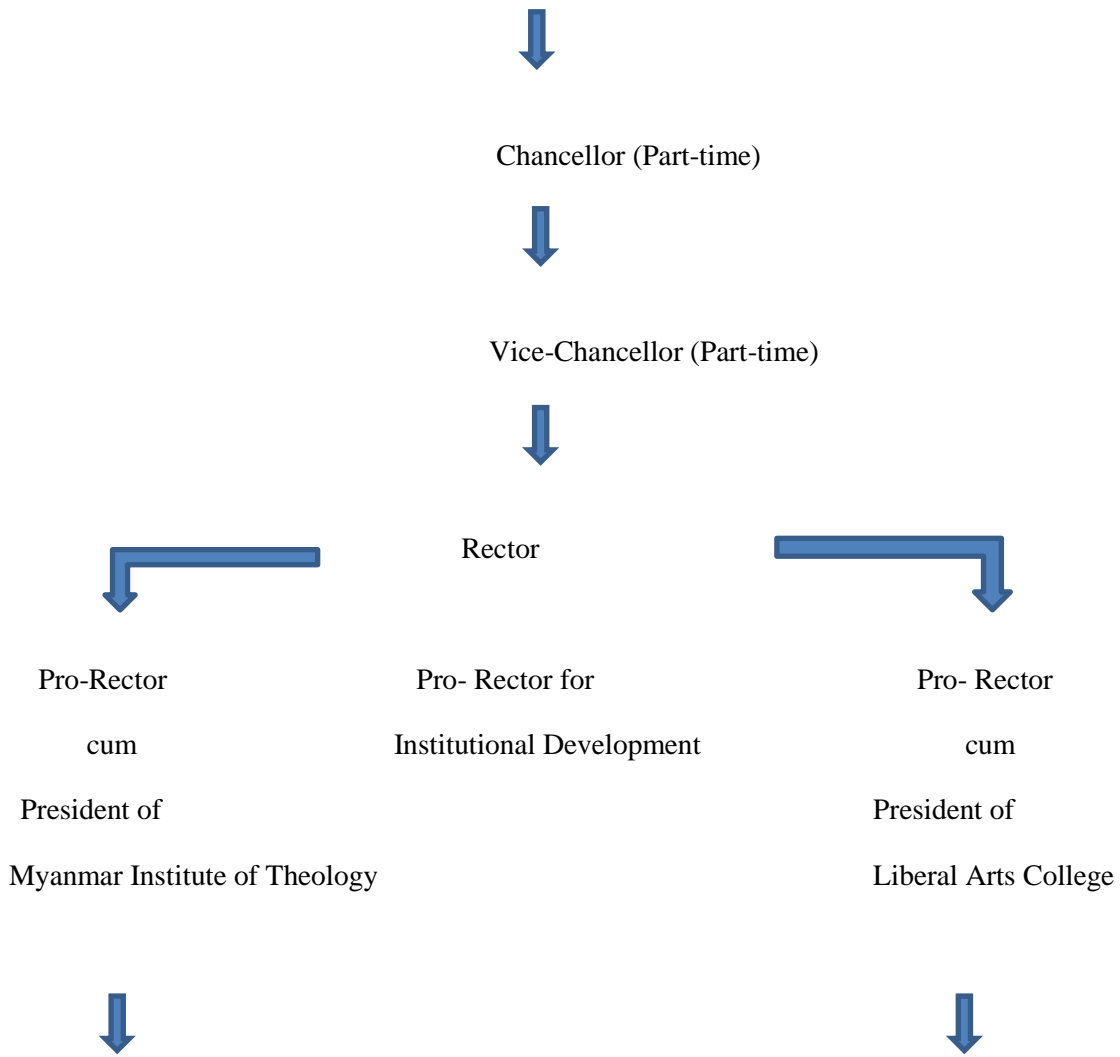 Chancellor (Part-time)
Vice-Chancellor (Part-time)
Rector
Pro-Rector
cum
President of
Myanmar Institute of Theology
Pro- Rector for
Institutional Development
Pro- Rector
cum
President of
Liberal Arts College